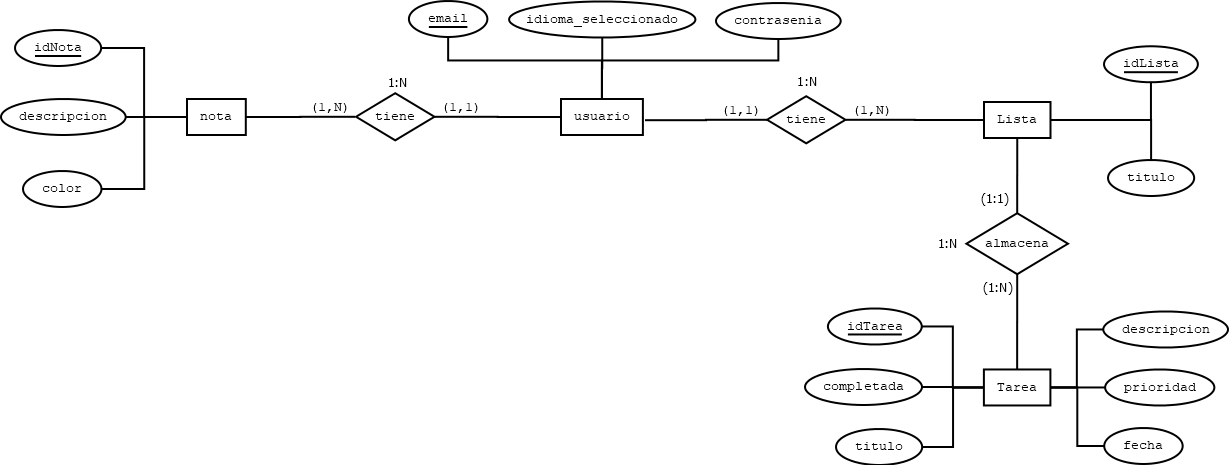 email
idioma_seleccionado
contrasenia
idNota
idLista
1:N
1:N
descripcion
nota
(1,N)
tiene
(1,1)
usuario
(1,1)
tiene
(1,N)
Lista
color
titulo
(1:1)
1:N
almacena
(1:N)
idTarea
descripcion
completada
Tarea
prioridad
titulo
fecha